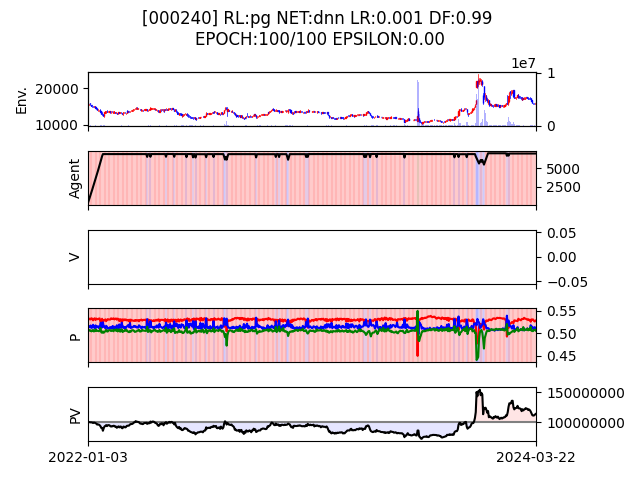 [000240] RL:pg NET:dnn LR:0.001 DF:0.99
EPOCH:100/100 EPSILON:0.00
1e7
Env.
20000
10000
1
0
Agent
5000
2500
V
0.05
0.00
−0.05
P
0.55
0.50
0.45
PV
150000000
100000000
2022-01-03
2024-03-22